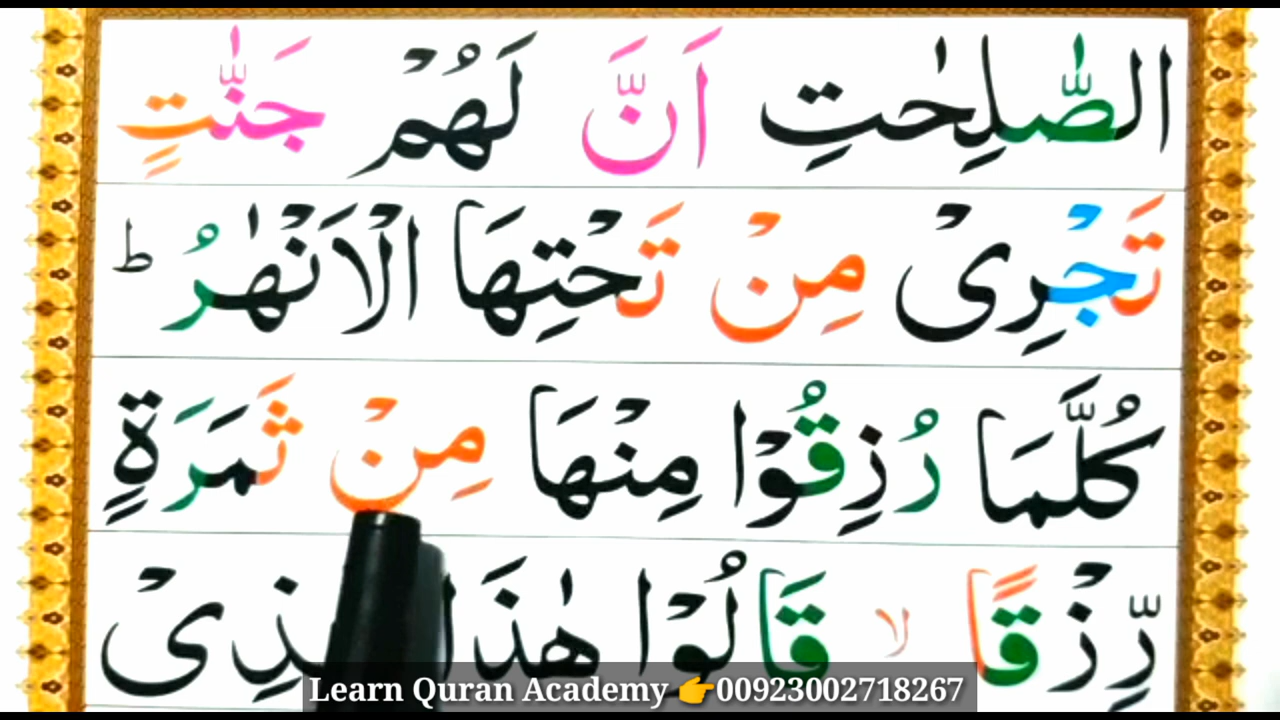 الصّٰلِحٰتِ اَنَّ لَهُمْ جَنّٰتٍ
تَجْرِیْ مِنْ تَحْتِهَا الْاَنْهٰرُ ؕ
كُلَّمَا رُزِقُوْا مِنْهَا مِنْ ثَمَرَةٍ
رِّزْقًا ۙ قَالُوْا هٰذَا
Learn Quran Academy 👉00923002718267